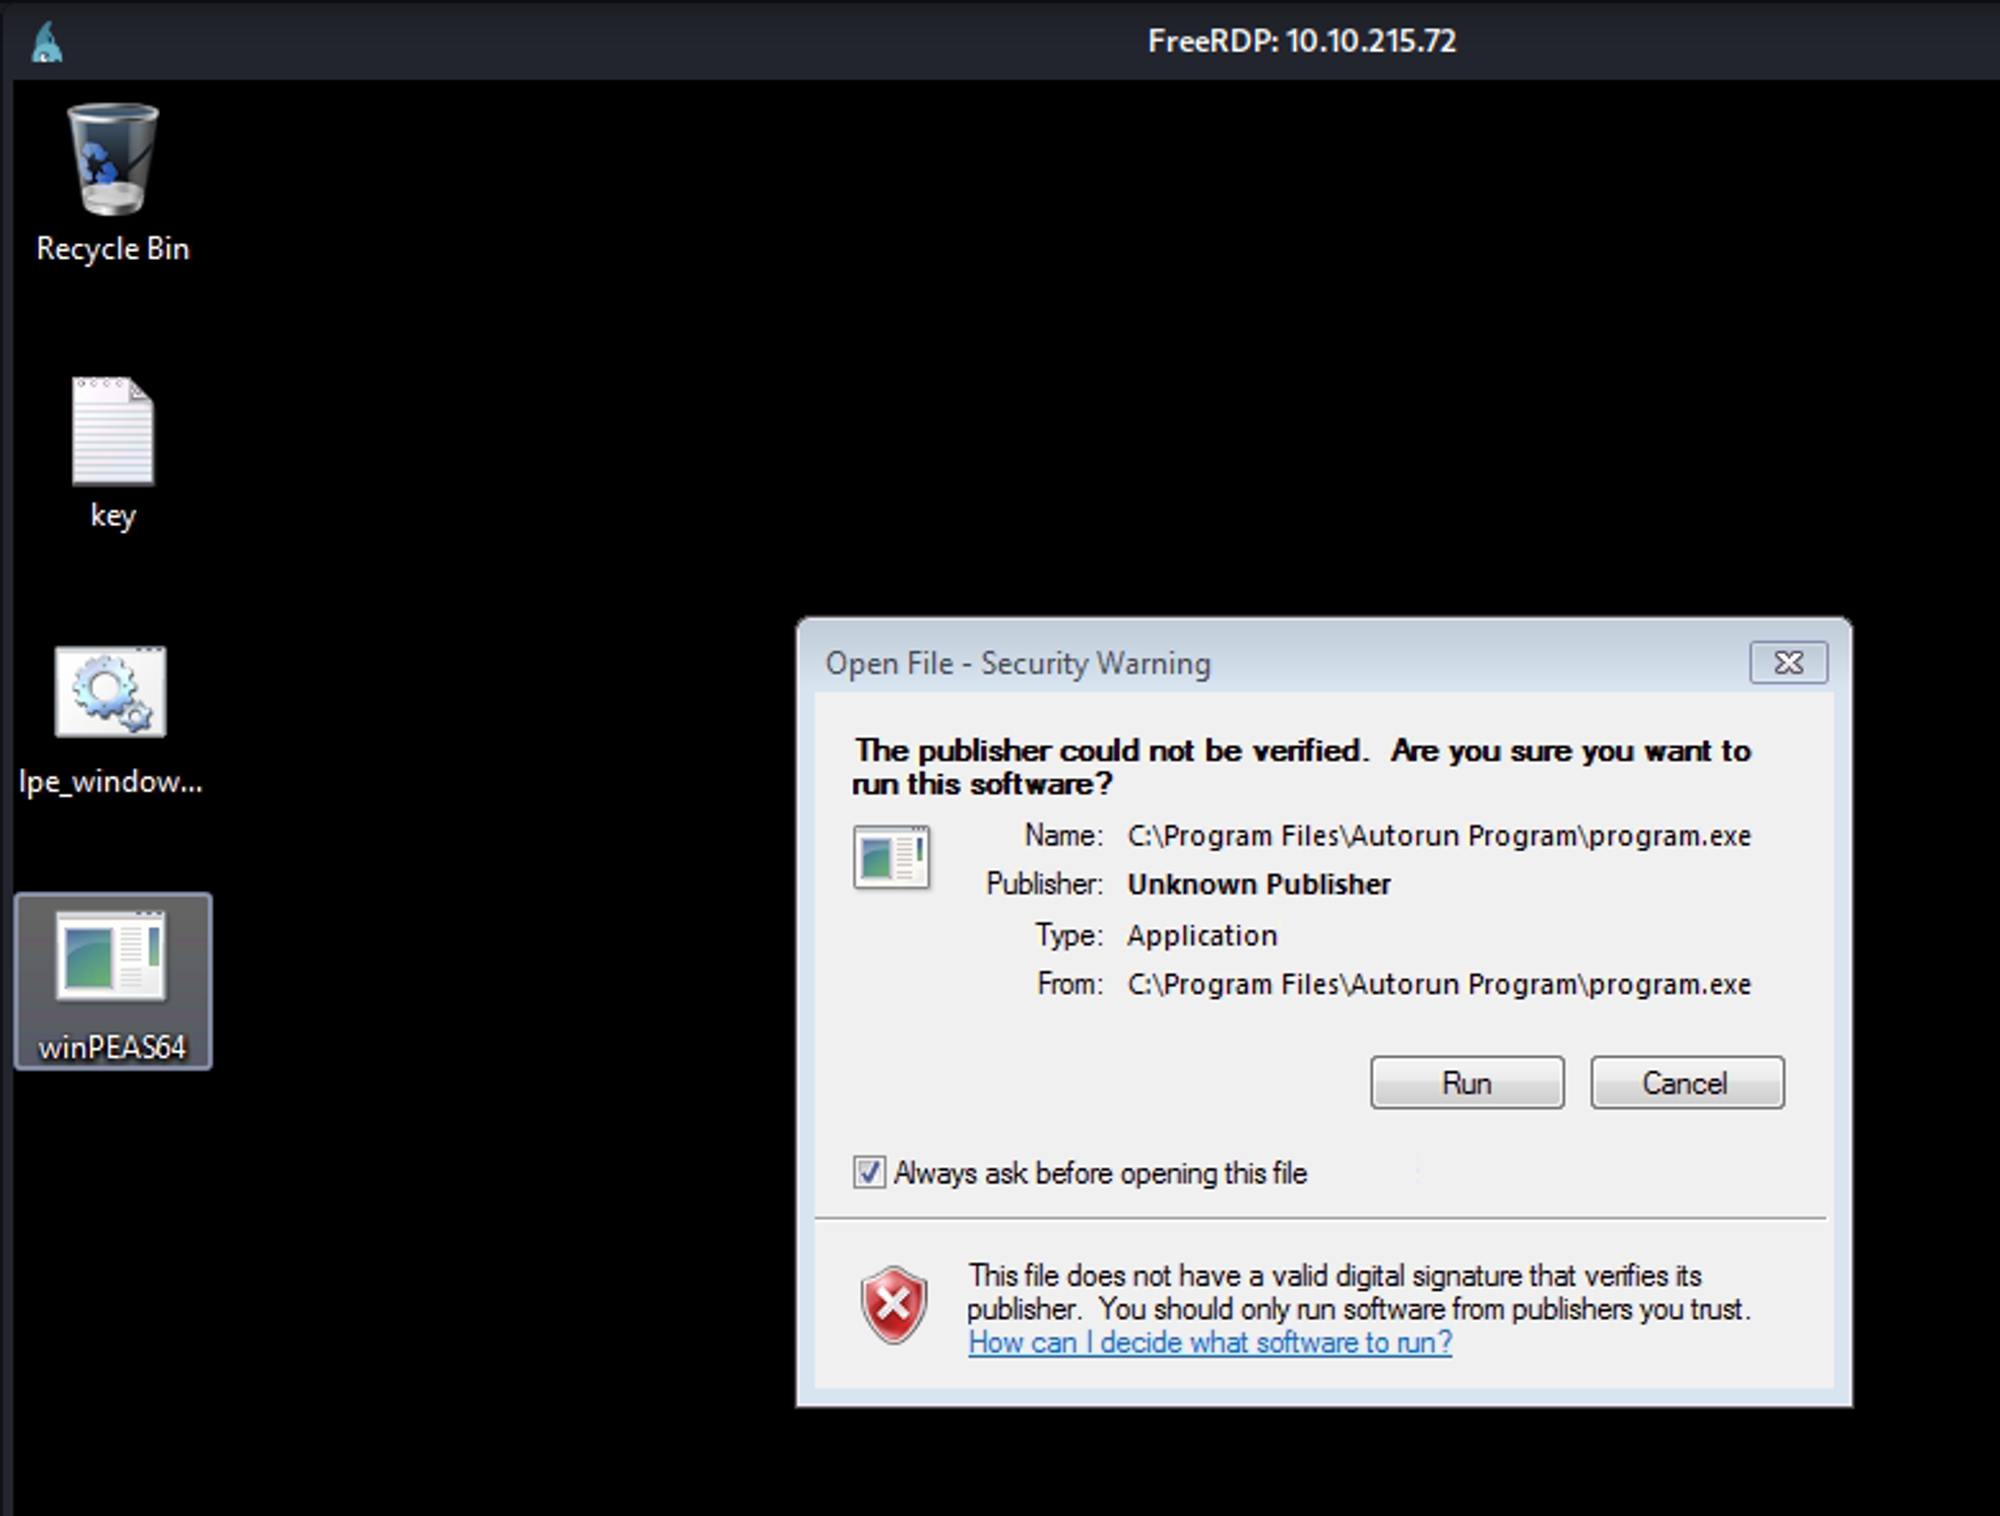 FreeRDP: 10.10.215.72
Recycle Bin
key
lpe_window...
winPEAS64
Open File - Security Warning
The publisher could not be verified.  Are you sure you want to
run this software?
Name: C:\Program Files\Autorun Program\program.exe
Publisher: Unknown Publisher
Type: Application
From: C:\Program Files\Autorun Program\program.exe
Run Cancel
Always ask before opening this file
This file does not have a valid digital signature that verifies its
publisher.  You should only run software from publishers you trust.
How can I decide what software to run?